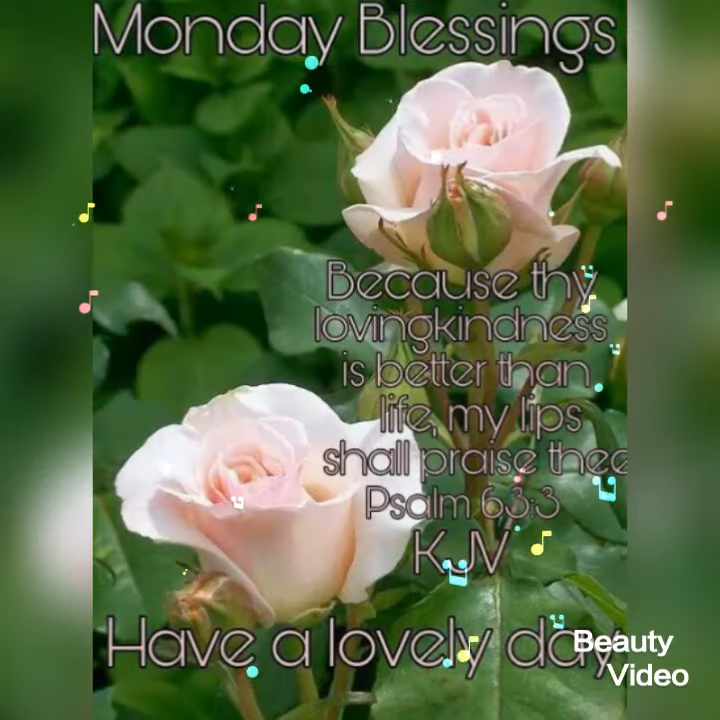 Monday Blessings
Because thy
lovingkindness
is better than
life, my lips
shall praise thee
Psalm 63:3
KJV
Have a lovely day
Beauty
Video